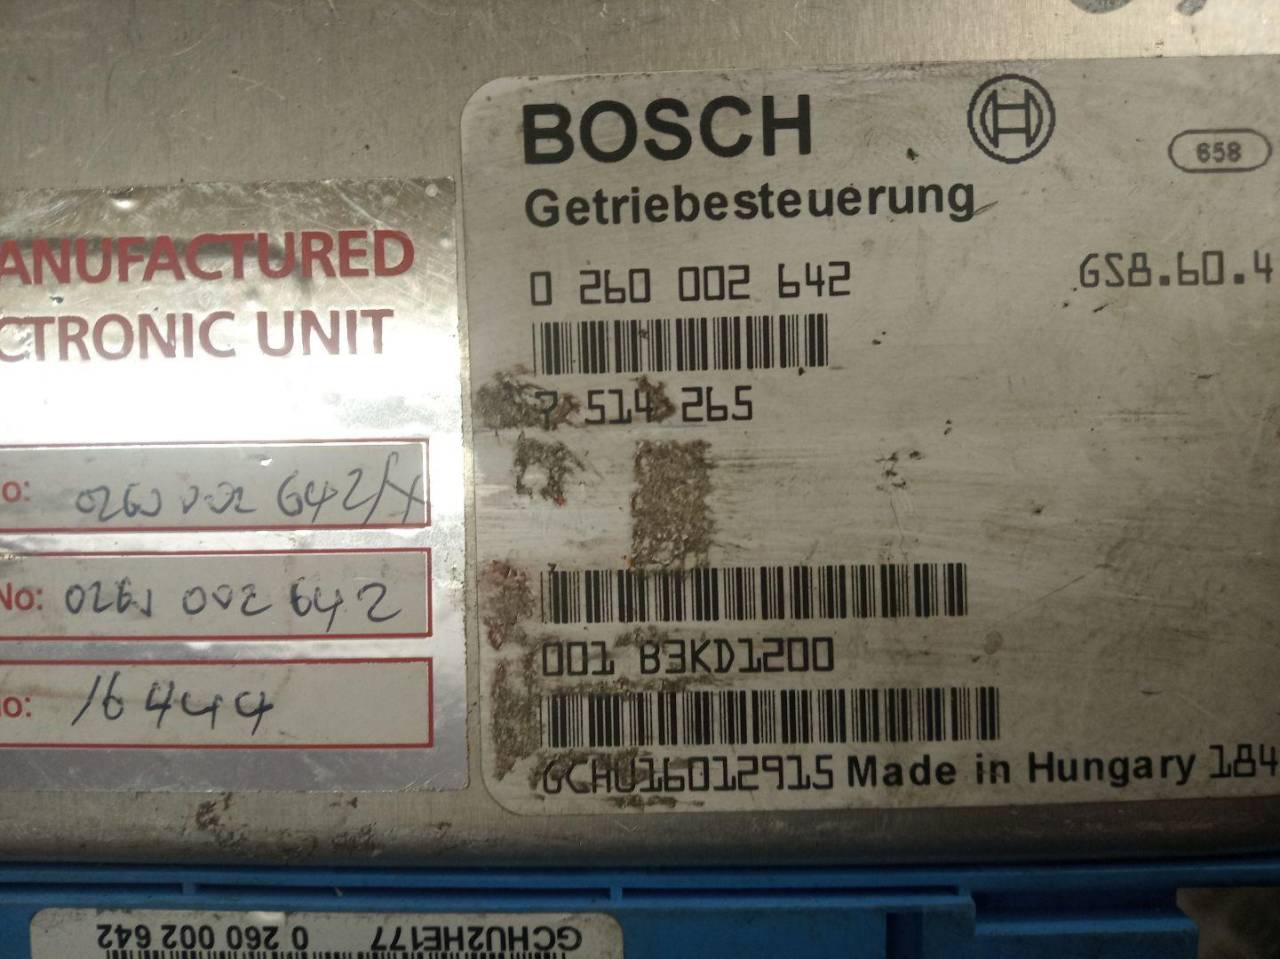 BOSCH
658
Getriebesteuerung
0 260 002 642
GS8.60.4
7 514 265
001 B3KD1200
GCHU16012915 Made in Hungary 184
ANUFACTURED
CTRONIC UNIT
o: 0260 002 642/X
No: 0261 002 642
o: 16444
GCHU2HE177 0 260 002 642